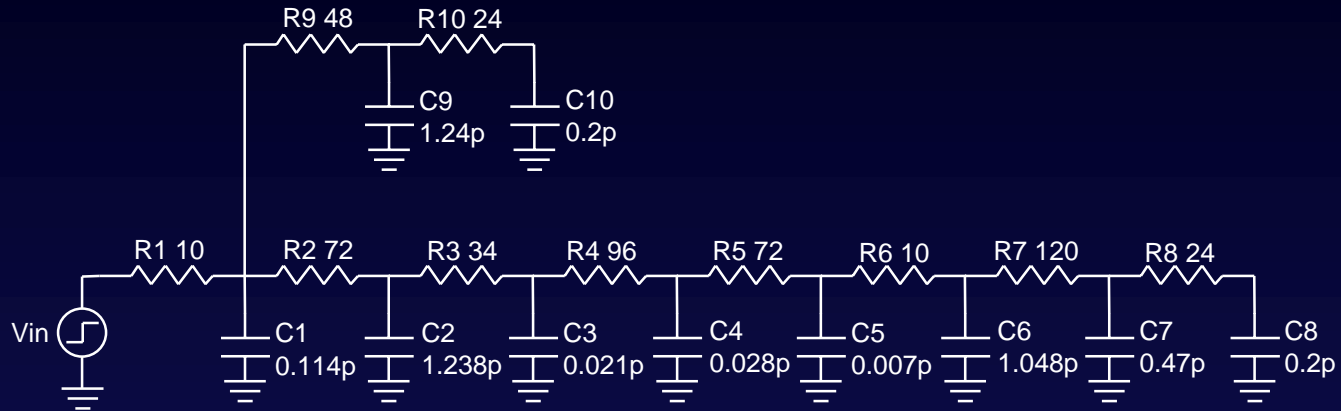 R9 48 R10 24
C9 C10
1.24p 0.2p
R1 10 R2 72 R3 34 R4 96 R5 72 R6 10 R7 120 R8 24
Vin C1 C2 C3 C4 C5 C6 C7 C8
0.114p 1.238p 0.021p 0.028p 0.007p 1.048p 0.47p 0.2p